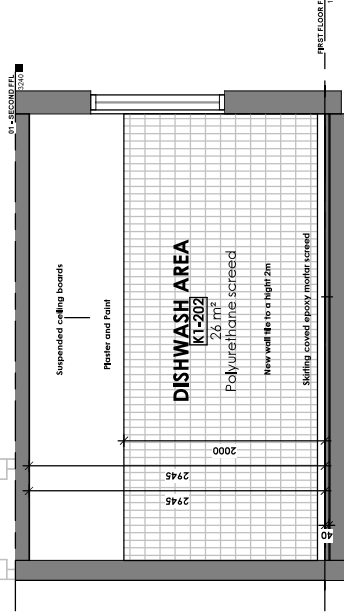 01 - SECOND FFL
3240
FIRST FLOOR F
Suspended ceiling boards
Plaster and Paint
DISHWASH AREA
K1-202
26 m²
Polyurethane screed
New wall tile to a hight 2m
Skirting coved epoxy mortar screed
2000
2945
2945
40